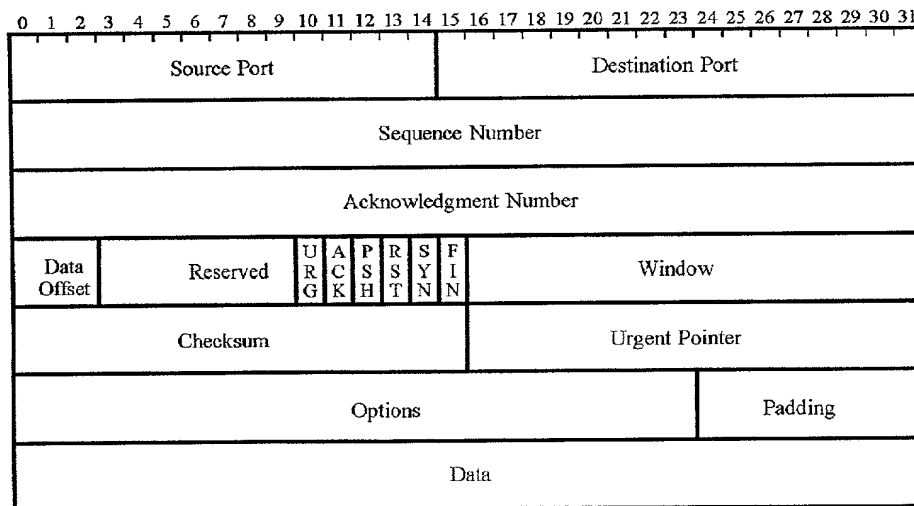 0 1 2 3 4 5 6 7 8 9 10 11 12 13 14 15 16 17 18 19 20 21 22 23 24 25 26 27 28 29 30 31
Source Port Destination Port
Sequence Number
Acknowledgment Number
Data Offset Reserved URG ACK PSH RST SYN FIN Window
Checksum Urgent Pointer
Options Padding
Data